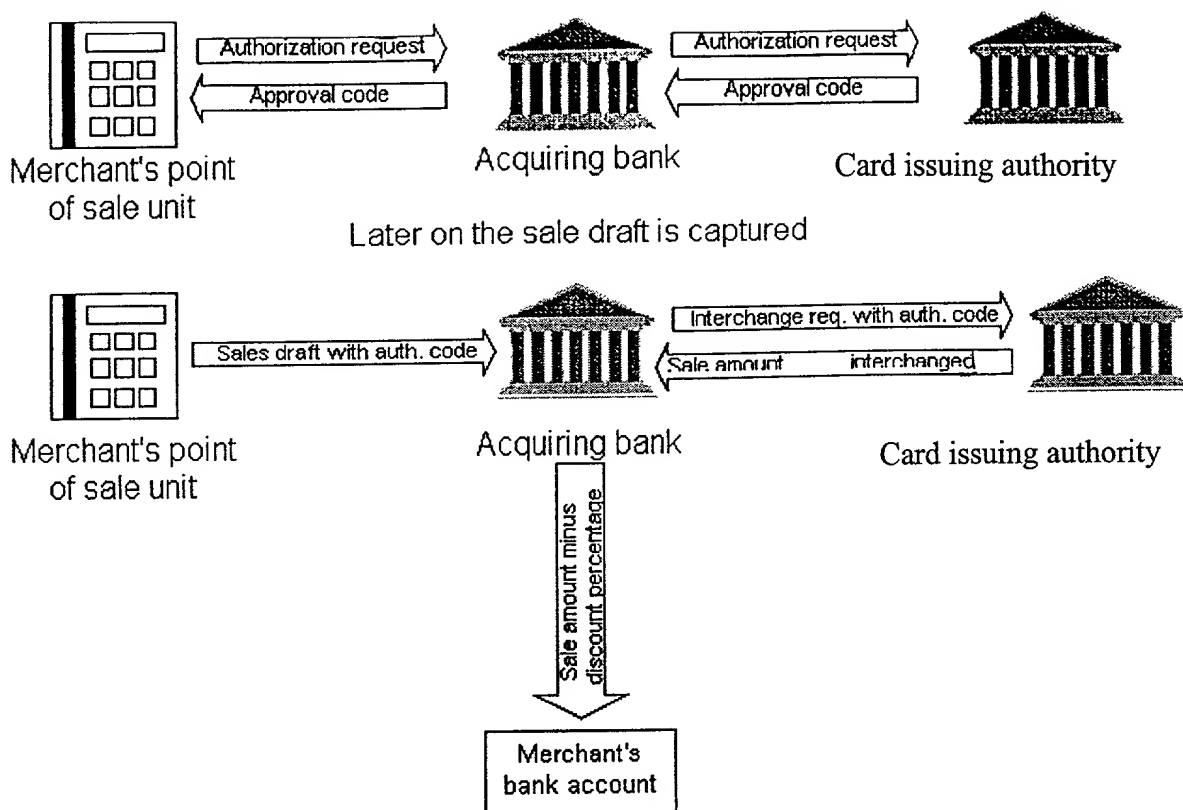 Authorization request
Authorization request
Approval code
Approval code
Merchant's point
of sale unit
Acquiring bank
Card issuing authority
Later on the sale draft is captured
Sales draft with auth. code
Interchange req. with auth. code
Sale amount interchanged
Merchant's point
of sale unit
Acquiring bank
Card issuing authority
Sale amount minus
discount percentage
Merchant's
bank account